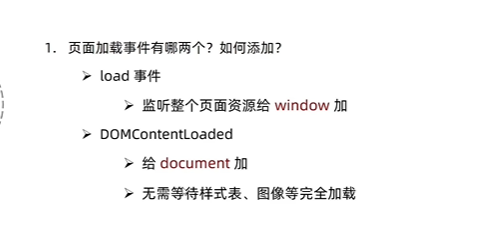 1. 页面加载事件有哪两个？如何添加？
➢ load 事件
➢ 监听整个页面资源给 window 加
➢ DOMContentLoaded
➢ 给 document 加
➢ 无需等待样式表、图像等完全加载